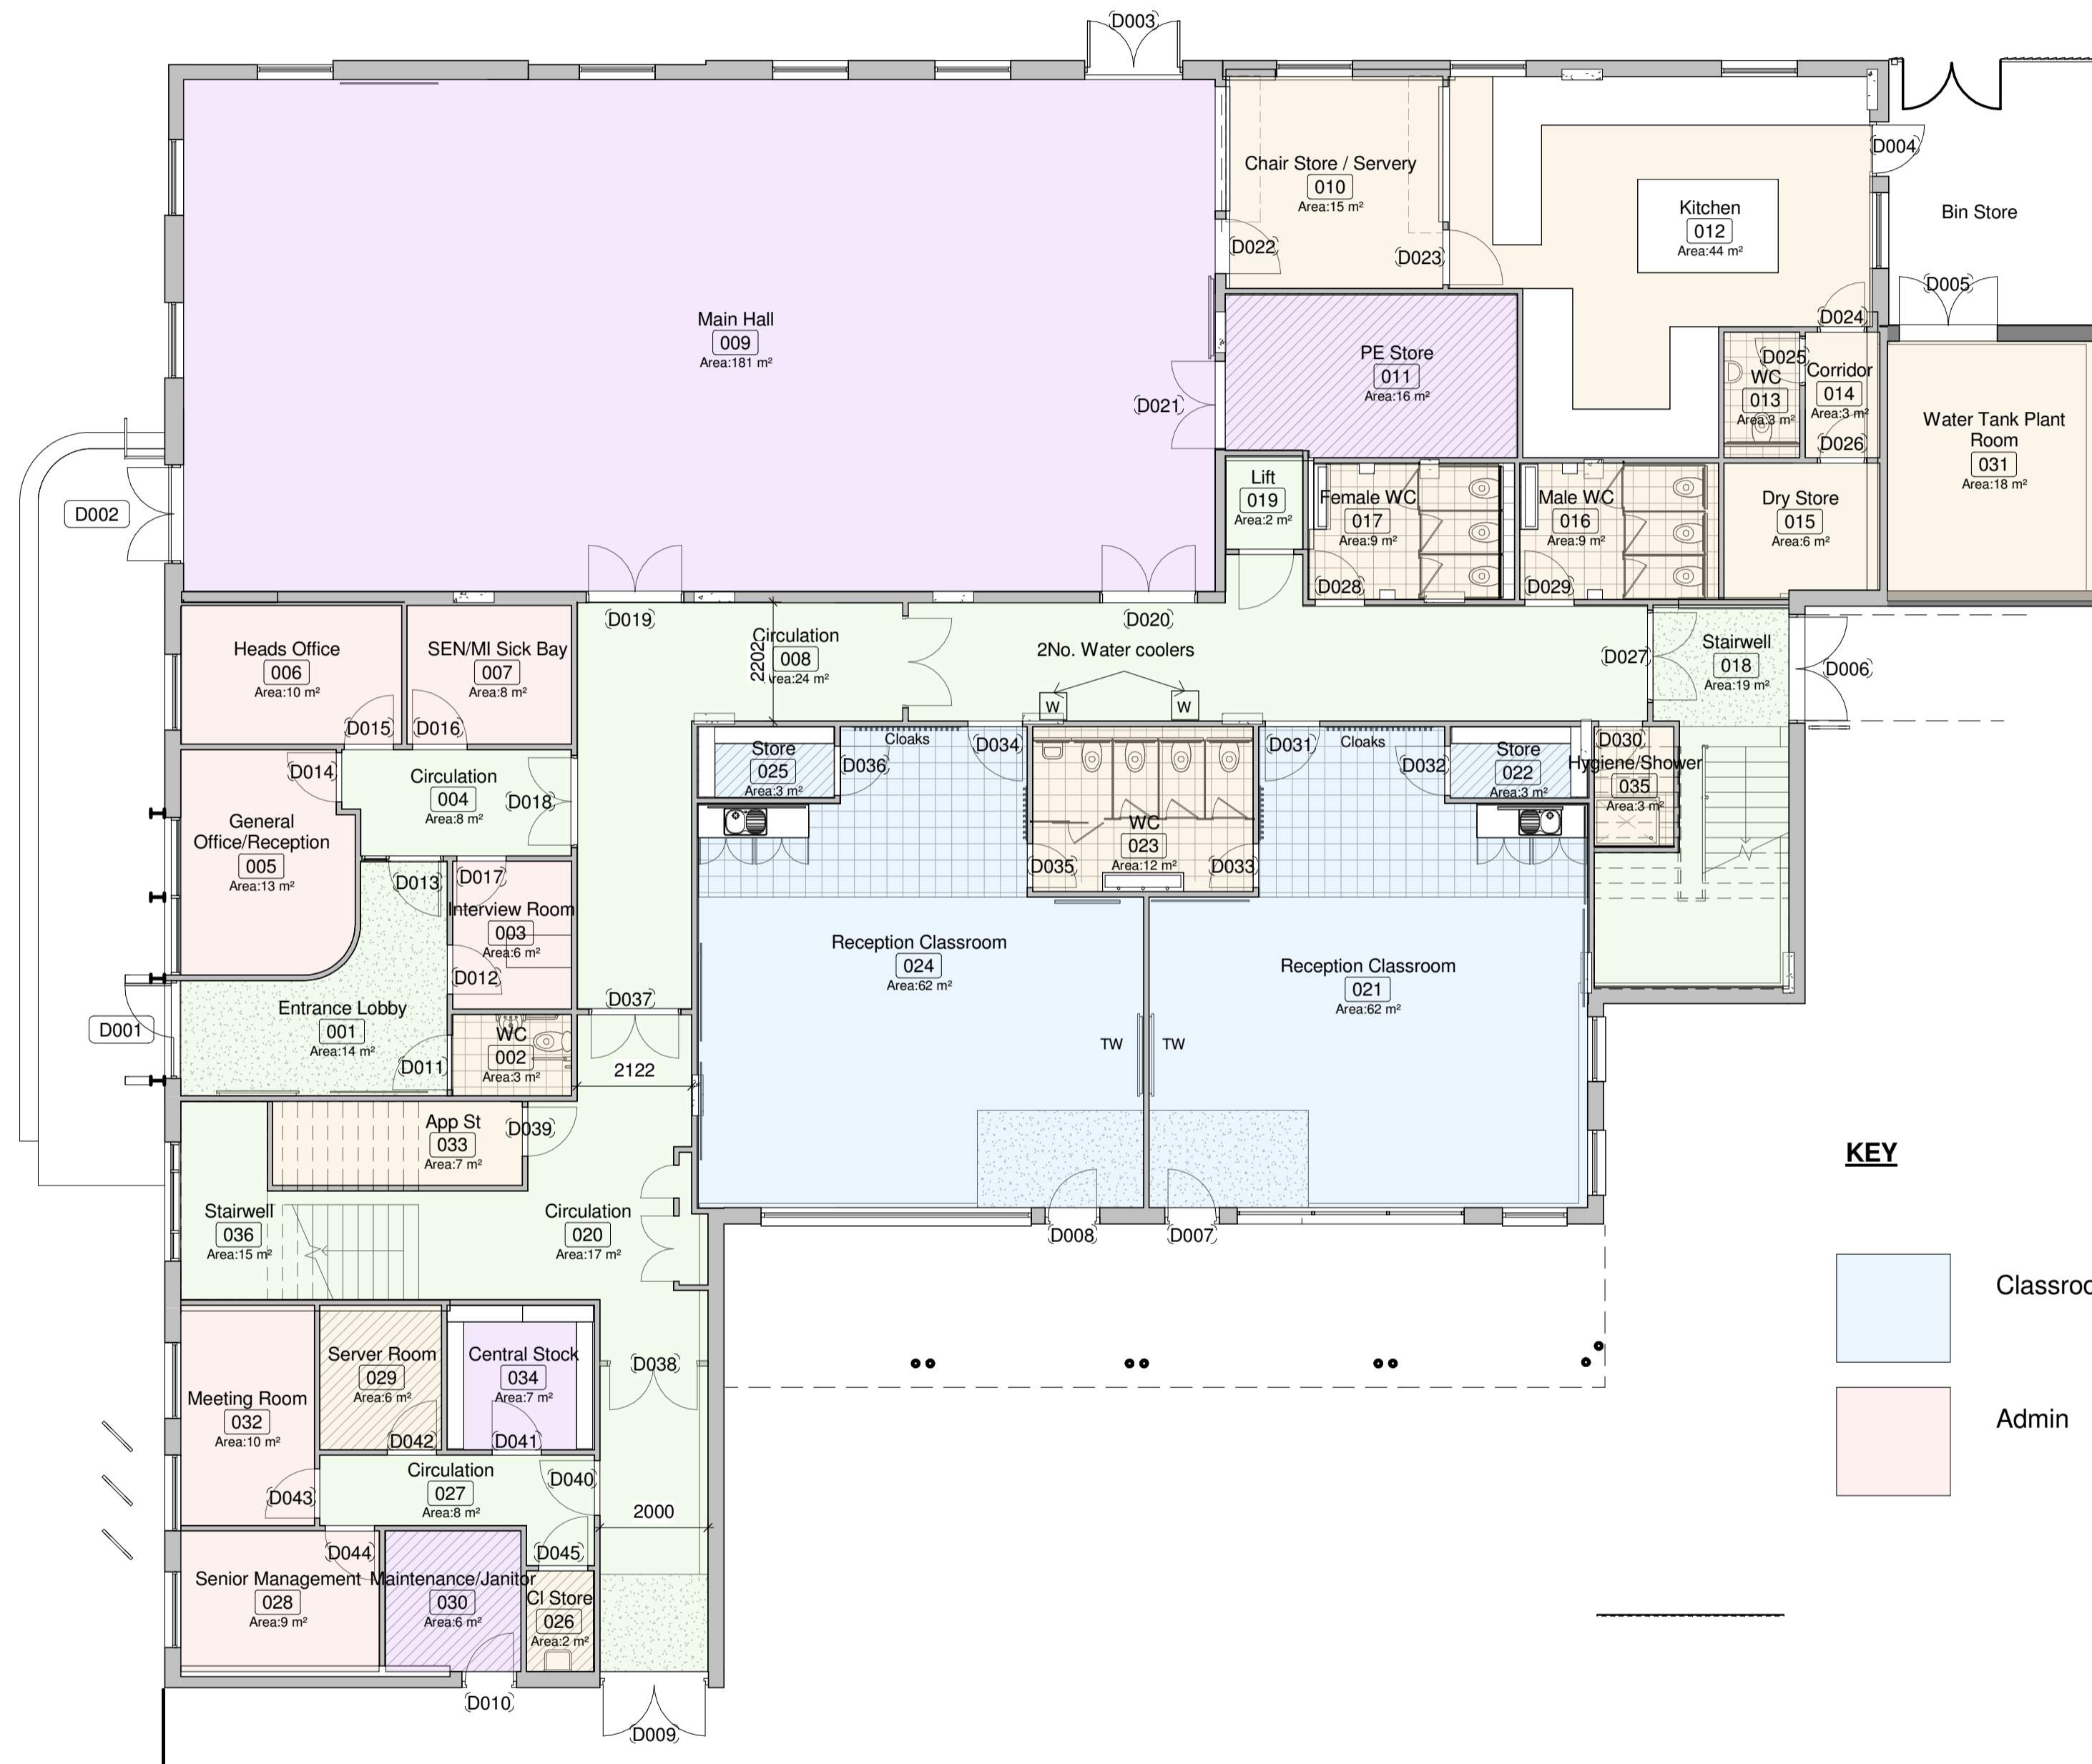 D003
D004
Chair Store / Servery
010
Area:15 m²
Kitchen
012
Area:44 m²
Bin Store
D022
D023
D005
Main Hall
009
Area:181 m²
D024
PE Store
011
Area:16 m²
D025
WC
013
Area:3 m²
Corridor
014
Area:3 m²
D021
D026
Water Tank Plant
Room
031
Area:18 m²
D002
Lift
019
Area:2 m²
Female WC
017
Area:9 m²
Male WC
016
Area:9 m²
Dry Store
015
Area:6 m²
D028
D029
D019
D020
Heads Office
006
Area:10 m²
SEN/MI Sick Bay
007
Area:8 m²
2202
Circulation
008
Area:24 m²
2No. Water coolers
W
W
D027
Stairwell
018
Area:19 m²
D006
D015
D016
D014
Circulation
004
Area:8 m²
D018
Store
025
Area:3 m²
D036
Cloaks
D034
D031
Cloaks
D032
Store
022
Area:3 m²
D030
Hygiene/Shower
035
Area:3 m²
General
Office/Reception
005
Area:13 m²
WC
023
Area:12 m²
D035
D033
D013
D017
Interview Room
003
Area:6 m²
D012
Reception Classroom
024
Area:62 m²
Reception Classroom
021
Area:62 m²
D037
Entrance Lobby
001
Area:14 m²
D001
D011
WC
002
Area:3 m²
2122
TW
TW
App St
033
Area:7 m²
D039
KEY
Stairwell
036
Area:15 m²
Circulation
020
Area:17 m²
D008
D007
Classroo
Server Room
029
Area:6 m²
Central Stock
034
Area:7 m²
D038
Meeting Room
032
Area:10 m²
Admin
D042
D041
Circulation
027
Area:8 m²
D040
D043
2000
D044
D045
Senior Management
028
Area:9 m²
Maintenance/Janitor
030
Area:6 m²
Cl Store
026
Area:2 m²
D010
D009